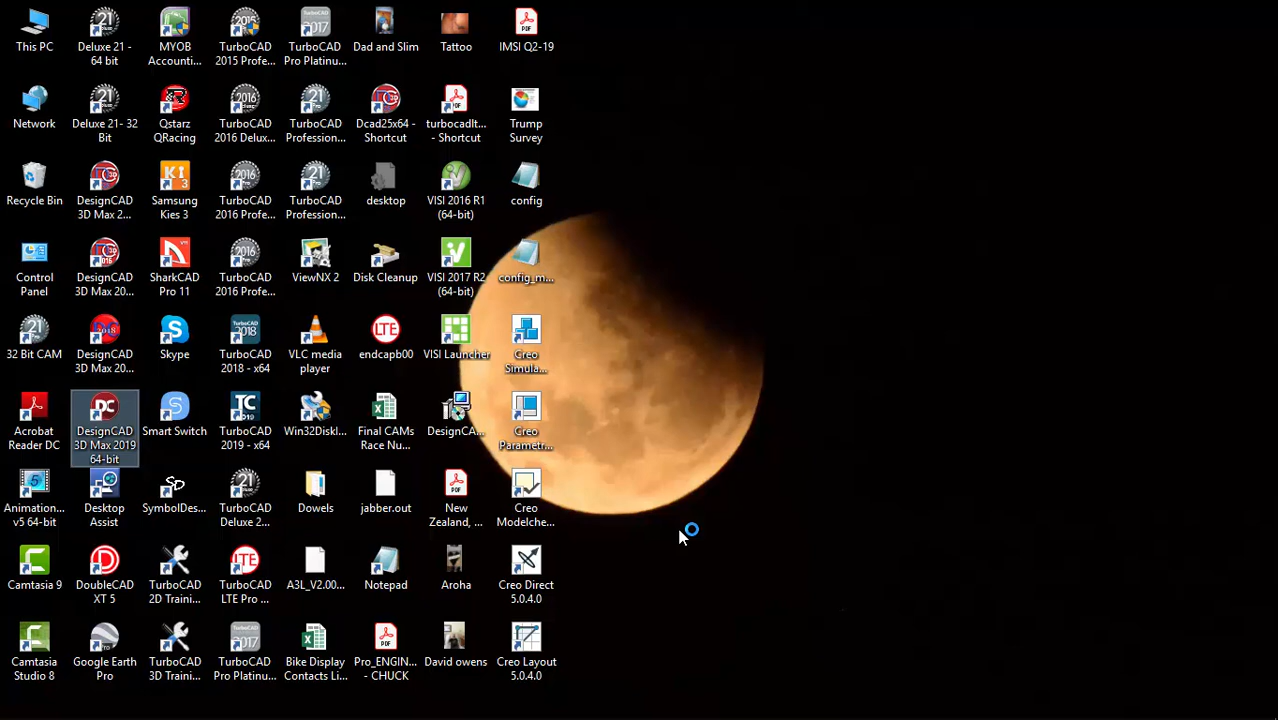 This PC
Deluxe 21 -
64 bit
MYOB
Accounti...
TurboCAD
2015 Profe...
TurboCAD
Pro Platinu...
Dad and Slim
Tattoo
IMSI Q2-19
Network
Deluxe 21- 32
Bit
Qstarz
QRacing
TurboCAD
2016 Delux...
TurboCAD
Profession...
Dcad25x64 -
Shortcut
turbocadlt...
- Shortcut
Trump
Survey
Recycle Bin
DesignCAD
3D Max 2...
Samsung
Kies 3
TurboCAD
2016 Profe...
TurboCAD
Profession...
desktop
VISI 2016 R1
(64-bit)
config
Control
Panel
DesignCAD
3D Max 20...
SharkCAD
Pro 11
TurboCAD
2016 Profe...
ViewNX 2
Disk Cleanup
VISI 2017 R2
(64-bit)
config_m...
32 Bit CAM
DesignCAD
3D Max 20...
Skype
TurboCAD
2018 - x64
VLC media
player
endcapb00
VISI Launcher
Creo
Simula...
Acrobat
Reader DC
DesignCAD
3D Max 2019
64-bit
Smart Switch
TurboCAD
2019 - x64
Win32DiskI...
Final CAMs
Race Nu...
DesignCA...
Creo
Parametr...
Animation...
v5 64-bit
Desktop
Assist
SymbolDes...
TurboCAD
Deluxe 2...
Dowels
jabber.out
New
Zealand, ...
Creo
Modelche...
Camtasia 9
DoubleCAD
XT 5
TurboCAD
2D Traini...
TurboCAD
LTE Pro ...
A3L_V2.00...
Notepad
Aroha
Creo Direct
5.0.4.0
Camtasia
Studio 8
Google Earth
Pro
TurboCAD
3D Traini...
TurboCAD
Pro Platinu...
Bike Display
Contacts Li...
Pro_ENGIN...
- CHUCK
David owens
Creo Layout
5.0.4.0